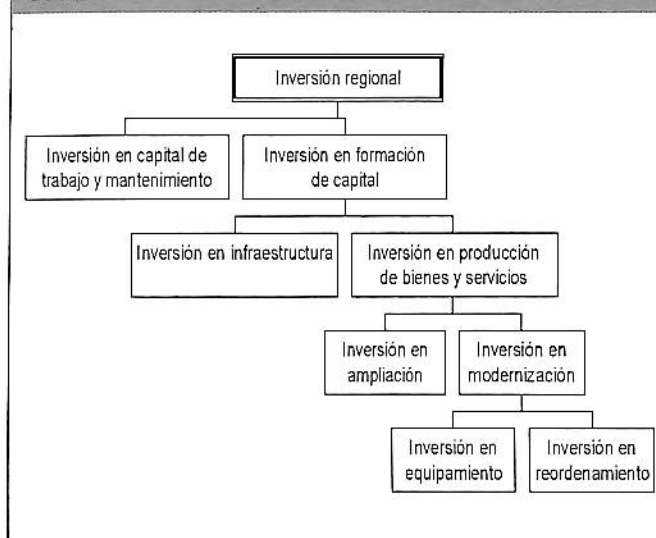 Inversión regional
Inversión en capital de
trabajo y mantenimiento
Inversión en formación
de capital
Inversión en infraestructura
Inversión en producción
de bienes y servicios
Inversión en
ampliación
Inversión en
modernización
Inversión en
equipamiento
Inversión en
reordenamiento